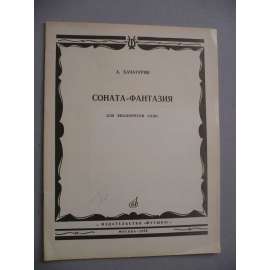 А. ХАЧАТУРЯН
СОНАТА-ФАНТАЗИЯ
ДЛЯ ВИОЛОНЧЕЛИ СОЛО
ИЗДАТЕЛЬСТВО «МУЗЫКА»